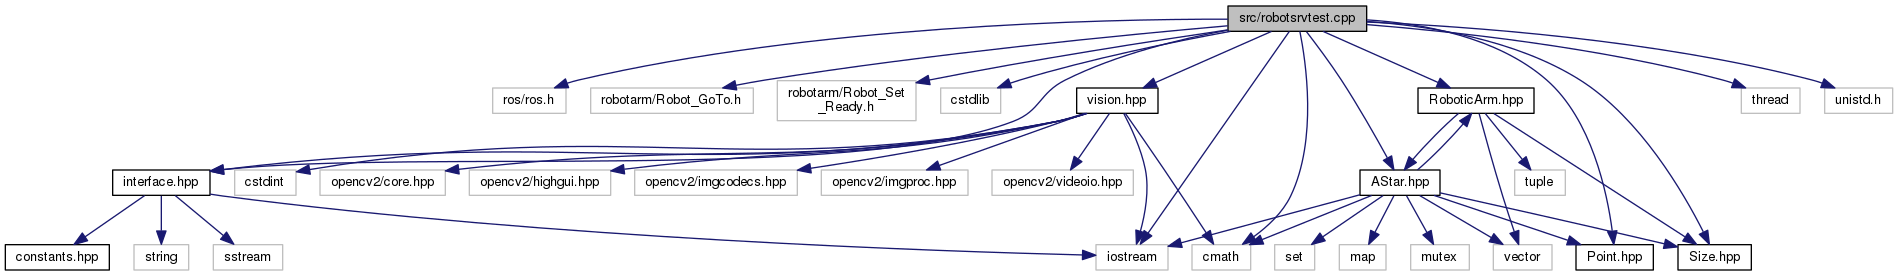 src/robotsrvtest.cpp
ros/ros.h
robotarm/Robot_GoTo.h
robotarm/Robot_Set
_Ready.h
cstdlib
vision.hpp
RoboticArm.hpp
thread
unistd.h
interface.hpp
cstdint
opencv2/core.hpp
opencv2/highgui.hpp
opencv2/imgcodecs.hpp
opencv2/imgproc.hpp
opencv2/videoio.hpp
AStar.hpp
tuple
constants.hpp
string
sstream
iostream
cmath
set
map
mutex
vector
Point.hpp
Size.hpp